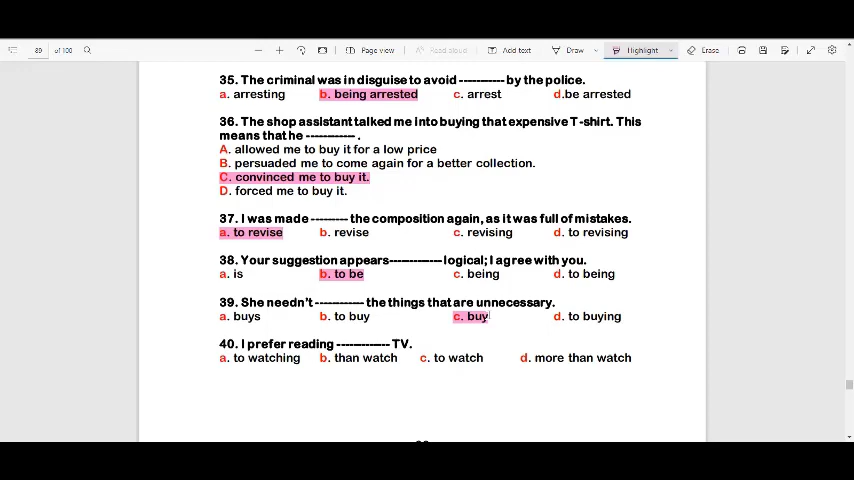 89 of 100 Page view Read aloud Add text Draw Highlight Erase
35. The criminal was in disguise to avoid ----------- by the police.
a. arresting b. being arrested c. arrest d.be arrested
36. The shop assistant talked me into buying that expensive T-shirt. This
means that he ------------ .
A. allowed me to buy it for a low price
B. persuaded me to come again for a better collection.
C. convinced me to buy it.
D. forced me to buy it.
37. I was made --------- the composition again, as it was full of mistakes.
a. to revise b. revise c. revising d. to revising
38. Your suggestion appears------------- logical; I agree with you.
a. is b. to be c. being d. to being
39. She needn't ------------ the things that are unnecessary.
a. buys b. to buy c. buy d. to buying
40. I prefer reading ------------- TV.
a. to watching b. than watch c. to watch d. more than watch